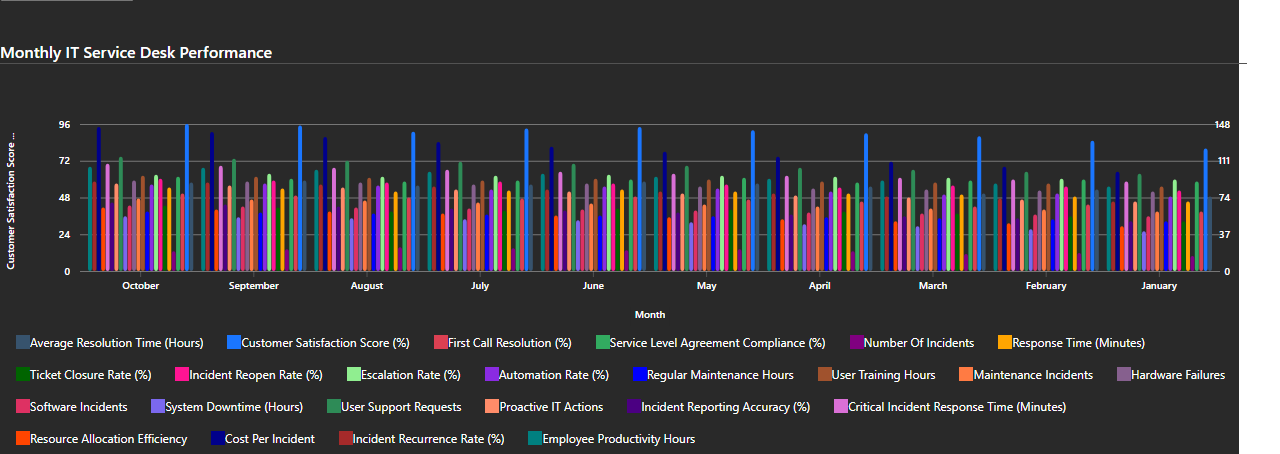 Monthly IT Service Desk Performance
Customer Satisfaction Score ...
96 148
72 111
48 74
24 37
0 0
October September August July June May April March February January
Month
Average Resolution Time (Hours) Customer Satisfaction Score (%) First Call Resolution (%) Service Level Agreement Compliance (%) Number Of Incidents Response Time (Minutes)
Ticket Closure Rate (%) Incident Reopen Rate (%) Escalation Rate (%) Automation Rate (%) Regular Maintenance Hours User Training Hours Maintenance Incidents Hardware Failures
Software Incidents System Downtime (Hours) User Support Requests Proactive IT Actions Incident Reporting Accuracy (%) Critical Incident Response Time (Minutes)
Resource Allocation Efficiency Cost Per Incident Incident Recurrence Rate (%) Employee Productivity Hours